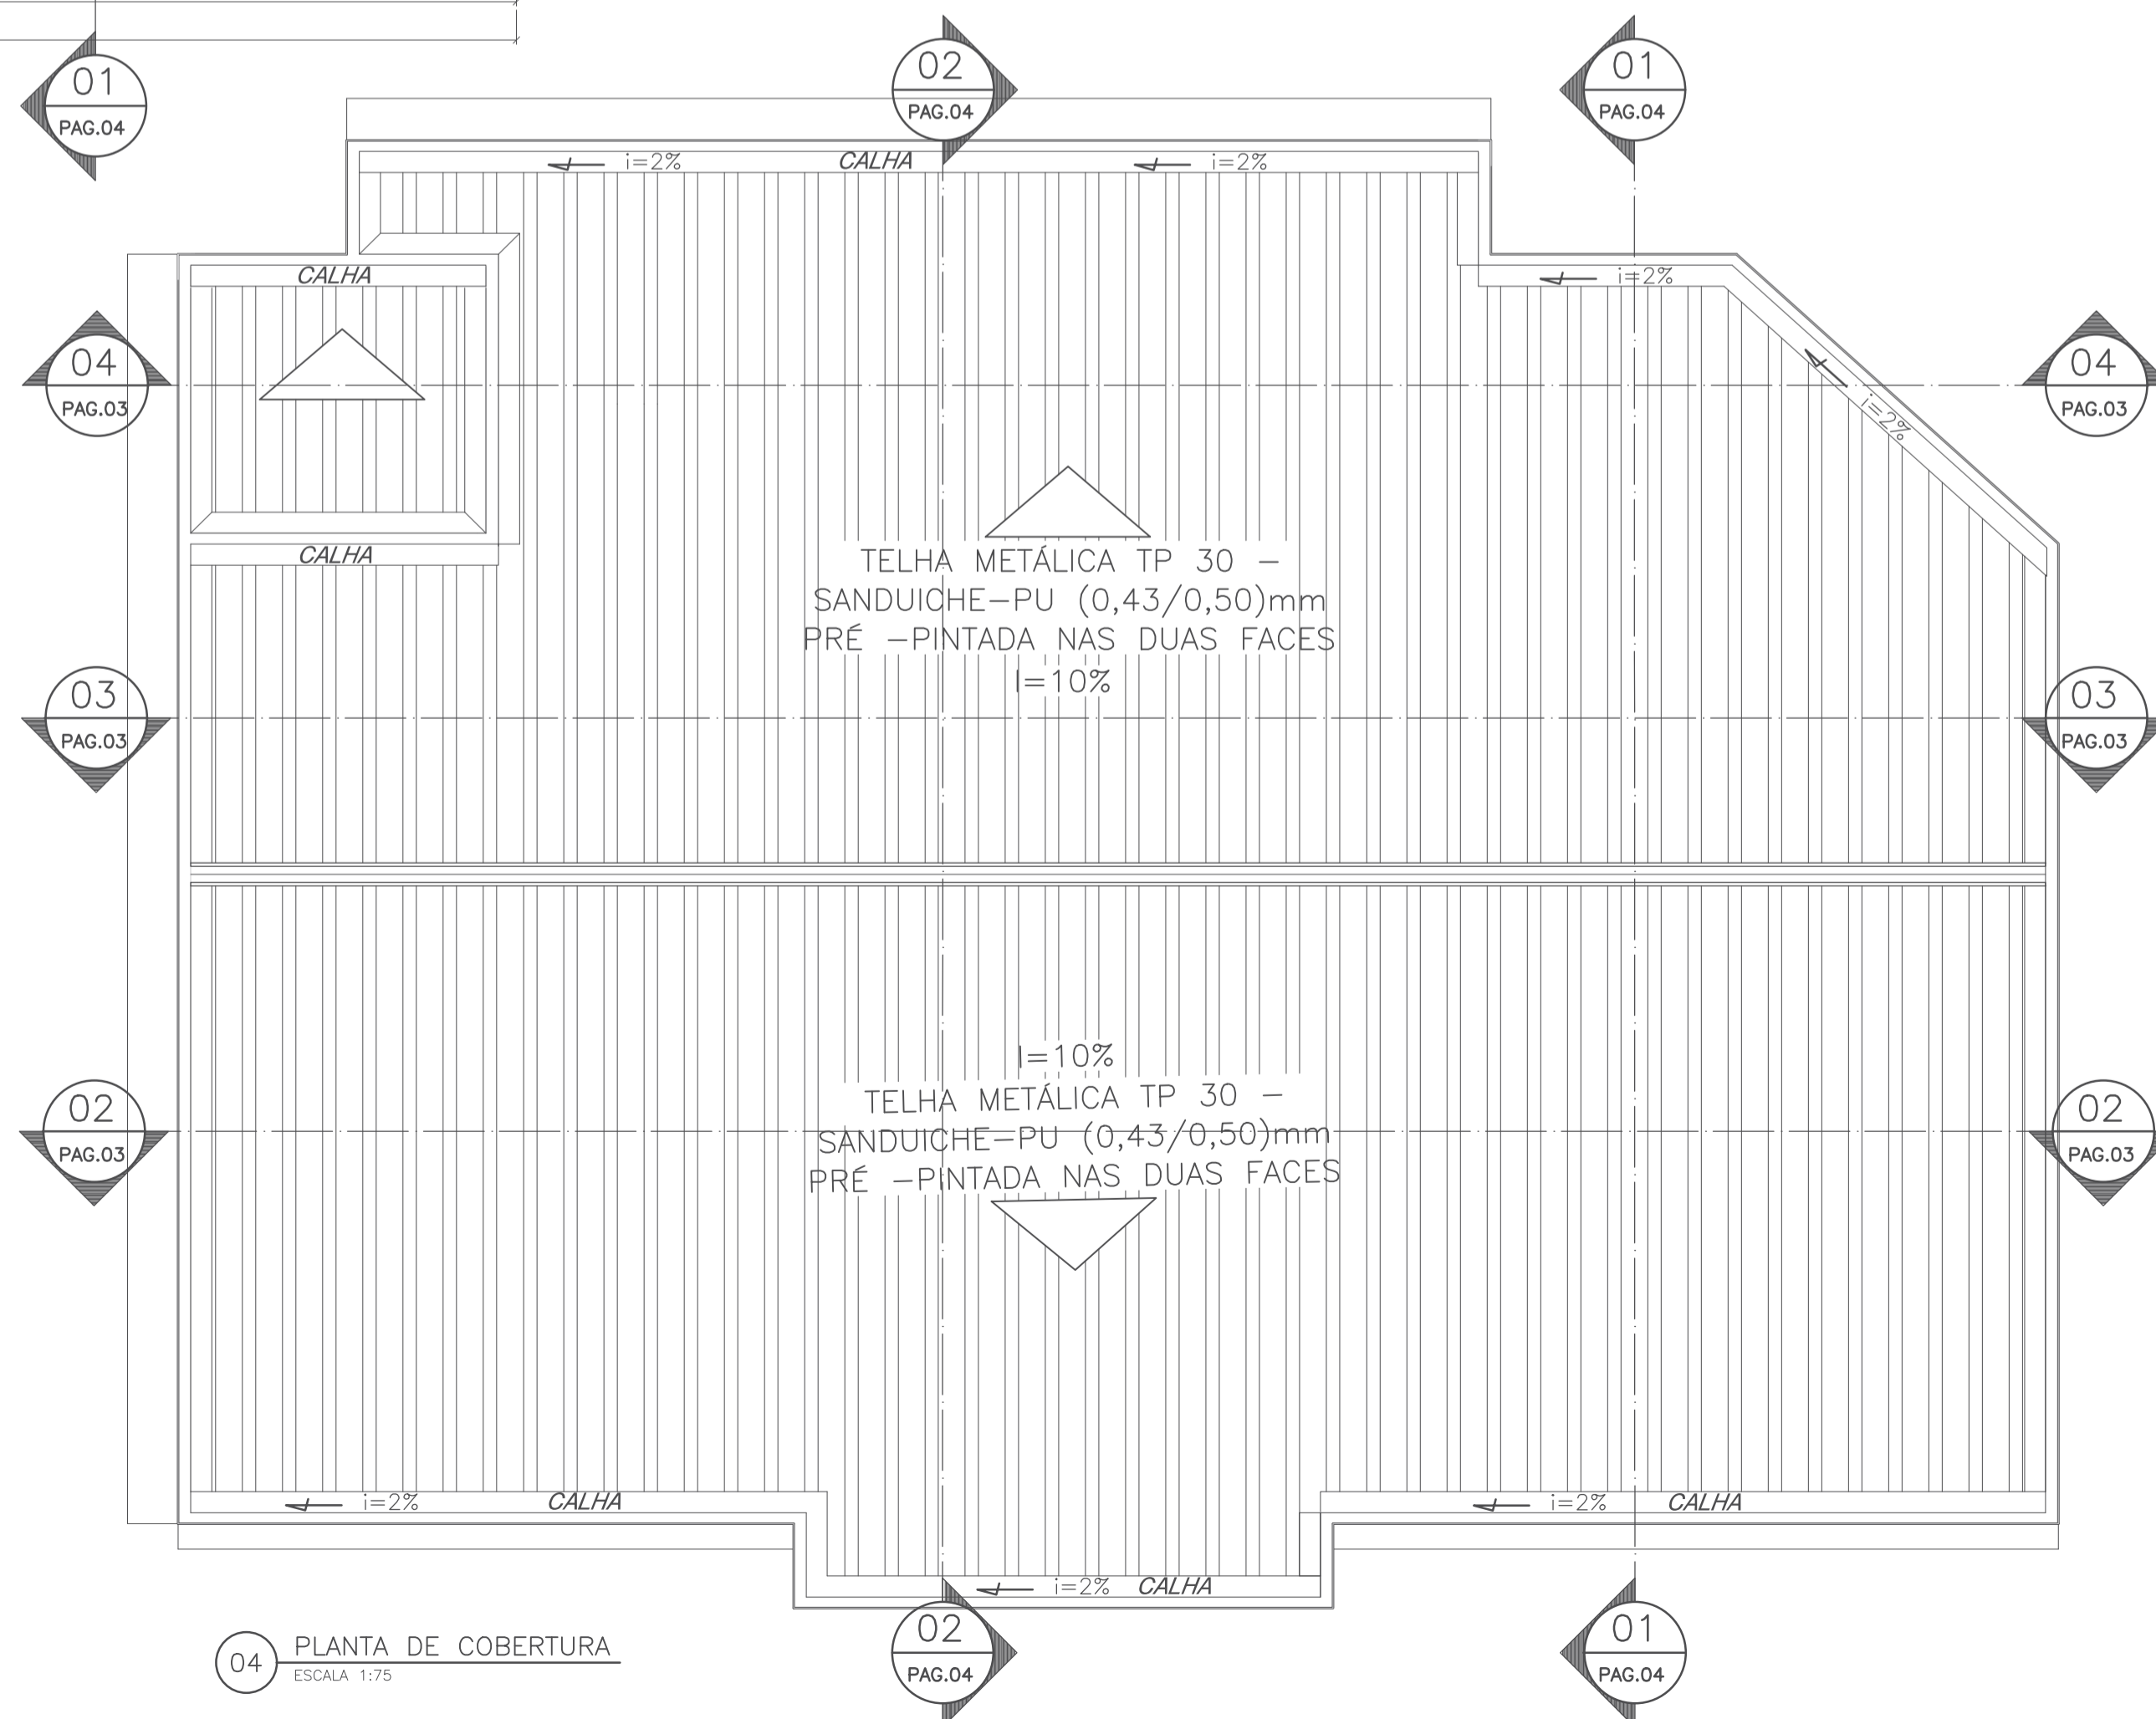 01
PAG.04
02
PAG.04
01
PAG.04
i=2%
CALHA
i=2%
CALHA
i=2%
04
PAG.03
04
PAG.03
i=2%
CALHA
TELHA METÁLICA TP 30 –
SANDUICHE–PU (0,43/0,50)mm
PRÉ –PINTADA NAS DUAS FACES
I=10%
03
PAG.03
03
PAG.03
I=10%
TELHA METÁLICA TP 30 –
SANDUICHE–PU (0,43/0,50)mm
PRÉ –PINTADA NAS DUAS FACES
02
PAG.03
02
PAG.03
i=2%
CALHA
i=2%
CALHA
i=2%
CALHA
02
PAG.04
01
PAG.04
04
PLANTA DE COBERTURA
ESCALA 1:75